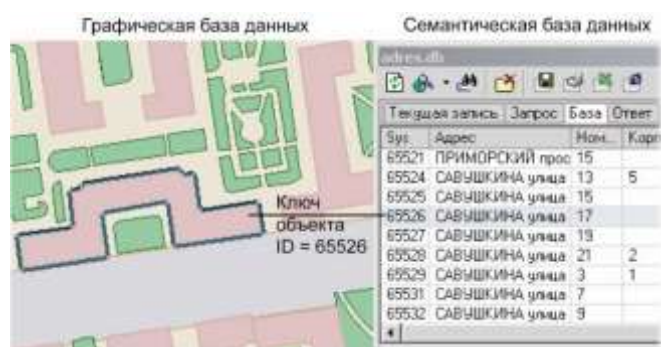 Графическая база данных
Семантическая база данных
adres.db
Текущая запись Запрос База Ответ
Sys Адрес Ном... Корп
65521 ПРИМОРСКИЙ прос 15
65524 САВУШКИНА улица 13 5
65525 САВУШКИНА улица 15
65526 САВУШКИНА улица 17
65527 САВУШКИНА улица 19
65528 САВУШКИНА улица 21 2
65529 САВУШКИНА улица 3 1
65531 САВУШКИНА улица 7
65532 САВУШКИНА улица 9
Ключ
объекта
ID = 65526